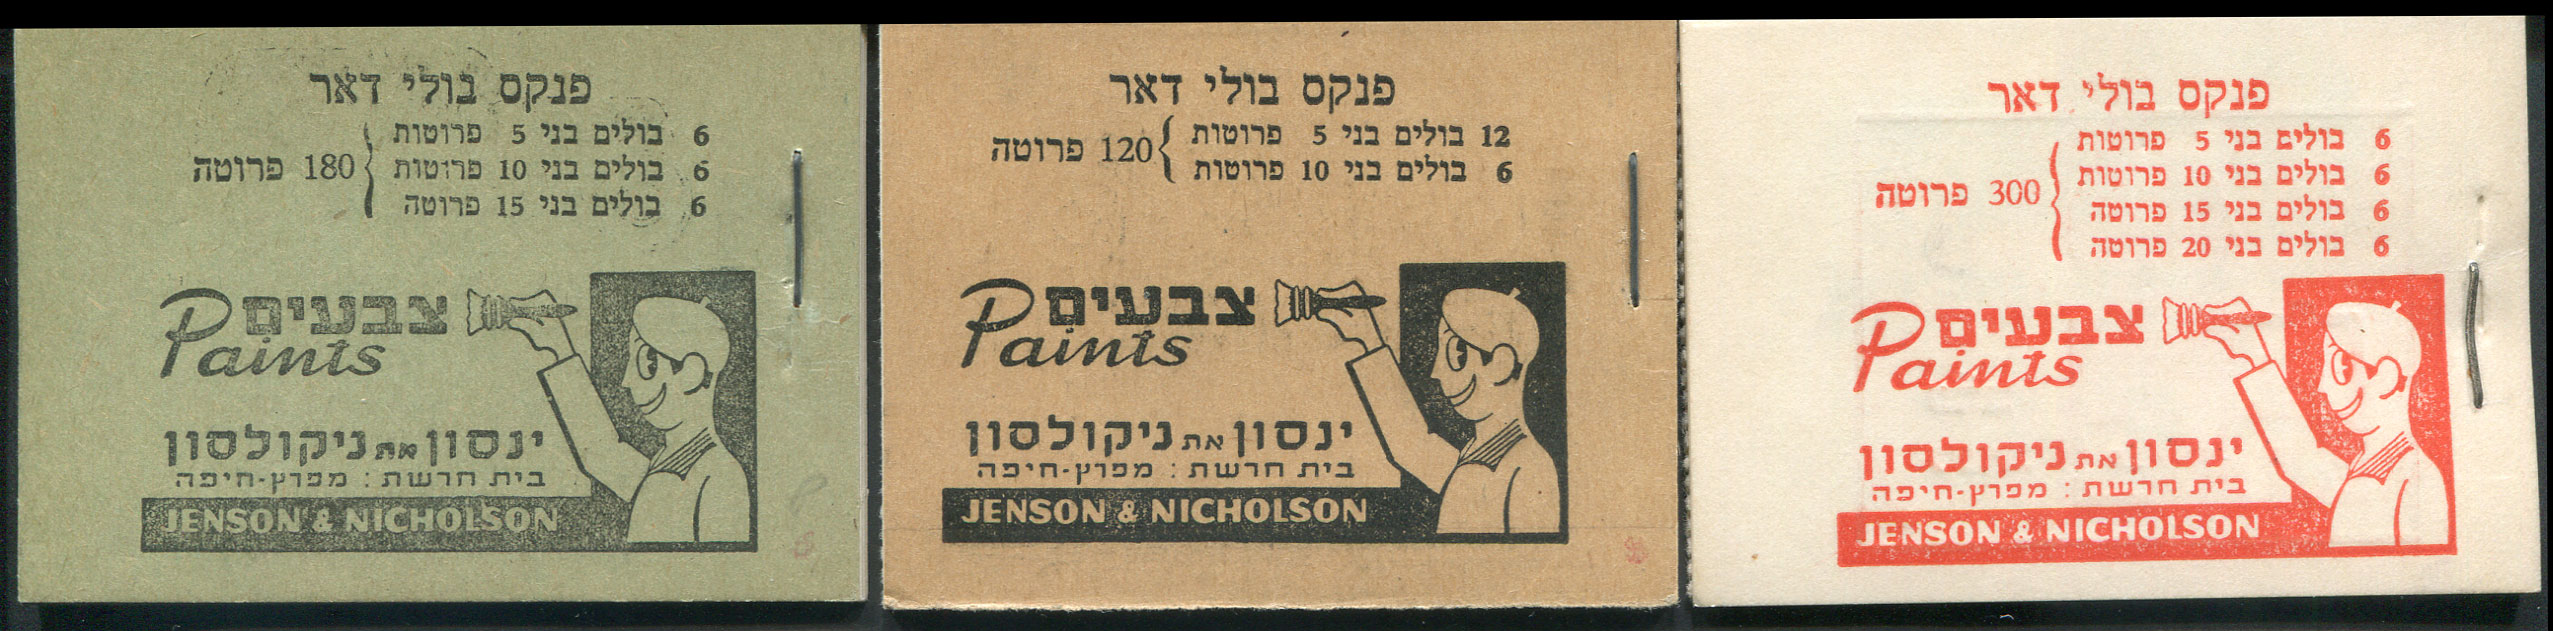 פנקס בולי דאר
6 בולים בני 5 פרוטות
6 בולים בני 10 פרוטות
6 בולים בני 15 פרוטה
180 פרוטה
צבעים
Paints
ינסון את ניקולסון
בית חרשת : מפרץ-חיפה
JENSON & NICHOLSON
פנקס בולי דאר
12 בולים בני 5 פרוטות
6 בולים בני 10 פרוטות
120 פרוטה
צבעים
Paints
ינסון את ניקולסון
בית חרשת : מפרץ-חיפה
JENSON & NICHOLSON
פנקס בולי דאר
6 בולים בני 5 פרוטות
6 בולים בני 10 פרוטות
6 בולים בני 15 פרוטה
6 בולים בני 20 פרוטה
300 פרוטה
צבעים
Paints
ינסון את ניקולסון
בית חרשת : מפרץ-חיפה
JENSON & NICHOLSON